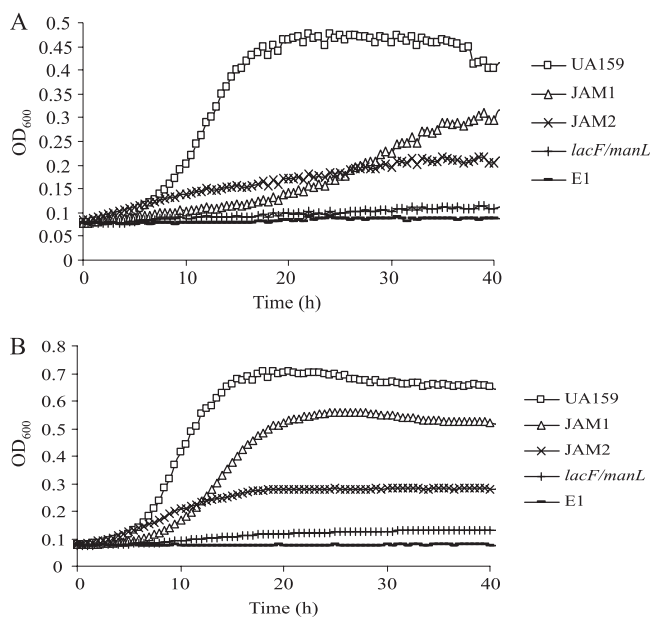 A
0.5
0.45
0.4
0.35
0.3
0.25
0.2
0.15
0.1
0.05
0
OD600
0 10 20 30 40
Time (h)
UA159
JAM1
JAM2
lacF/manL
E1
B
0.8
0.7
0.6
0.5
0.4
0.3
0.2
0.1
0
OD600
0 10 20 30 40
Time (h)
UA159
JAM1
JAM2
lacF/manL
E1